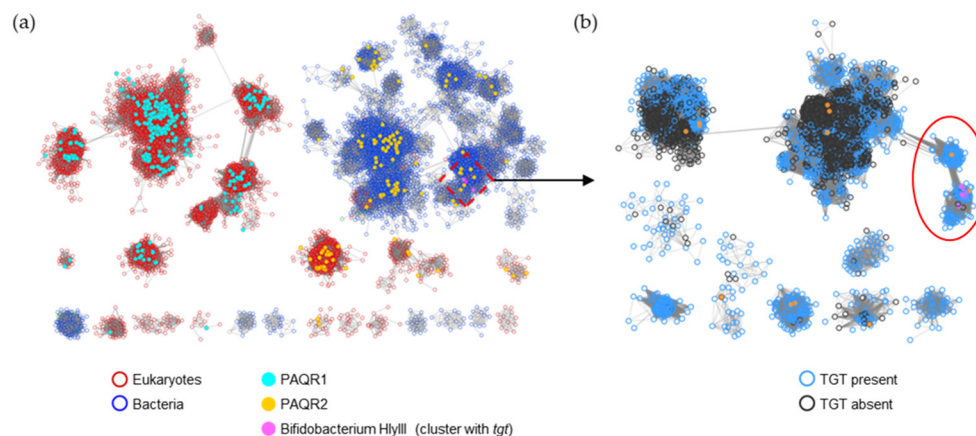 (a)
(b)
Eukaryotes
Bacteria
PAQR1
PAQR2
Bifidobacterium HlyIII (cluster with tgt)
TGT present
TGT absent